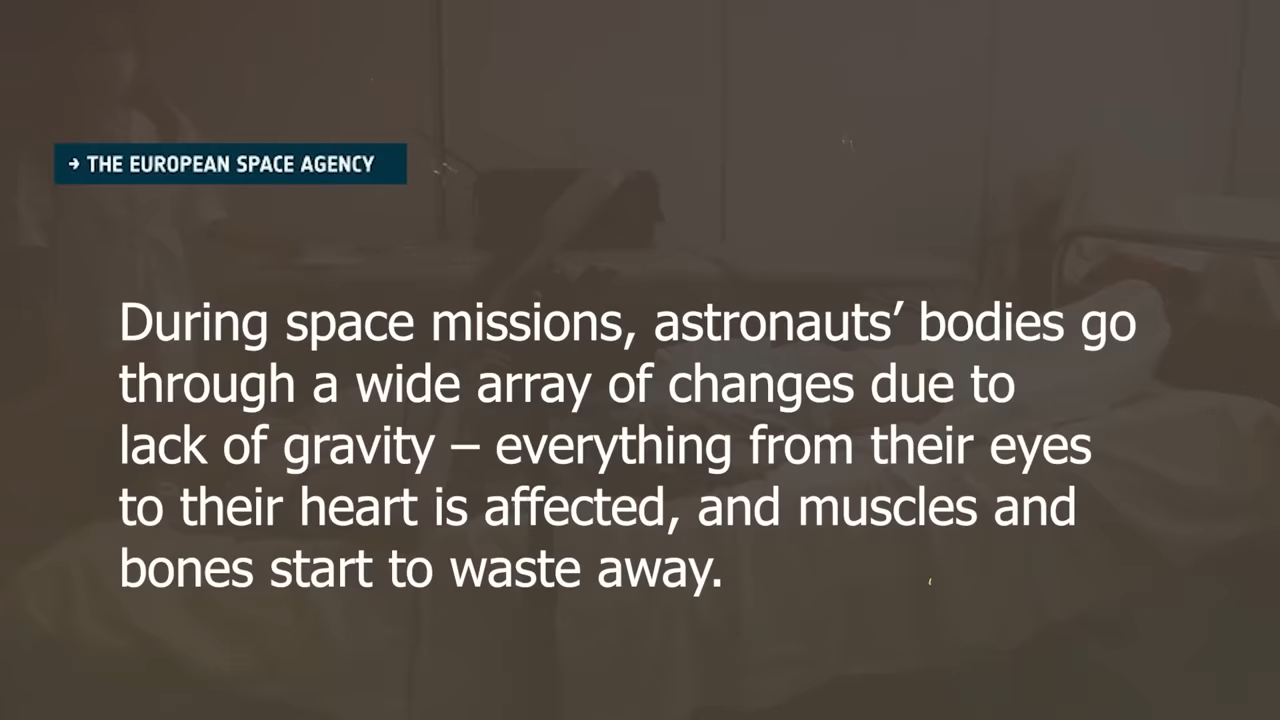 → THE EUROPEAN SPACE AGENCY
During space missions, astronauts’ bodies go
through a wide array of changes due to
lack of gravity – everything from their eyes
to their heart is affected, and muscles and
bones start to waste away.